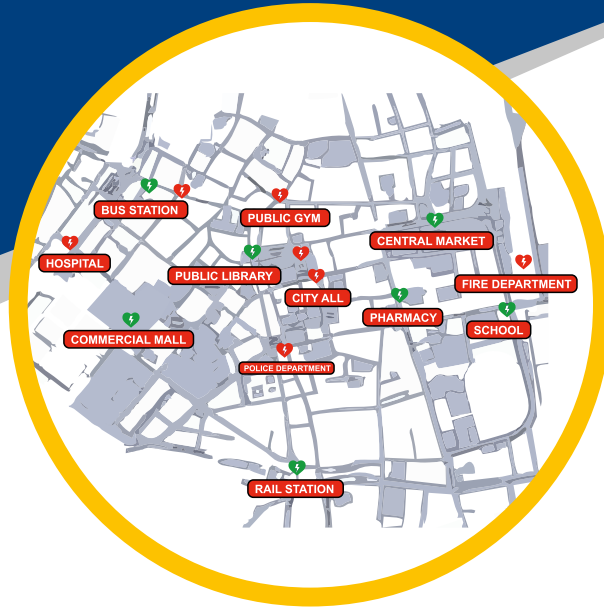 BUS STATION
PUBLIC GYM
CENTRAL MARKET
HOSPITAL
PUBLIC LIBRARY
FIRE DEPARTMENT
CITY ALL
PHARMACY
SCHOOL
COMMERCIAL MALL
POLICE DEPARTMENT
RAIL STATION